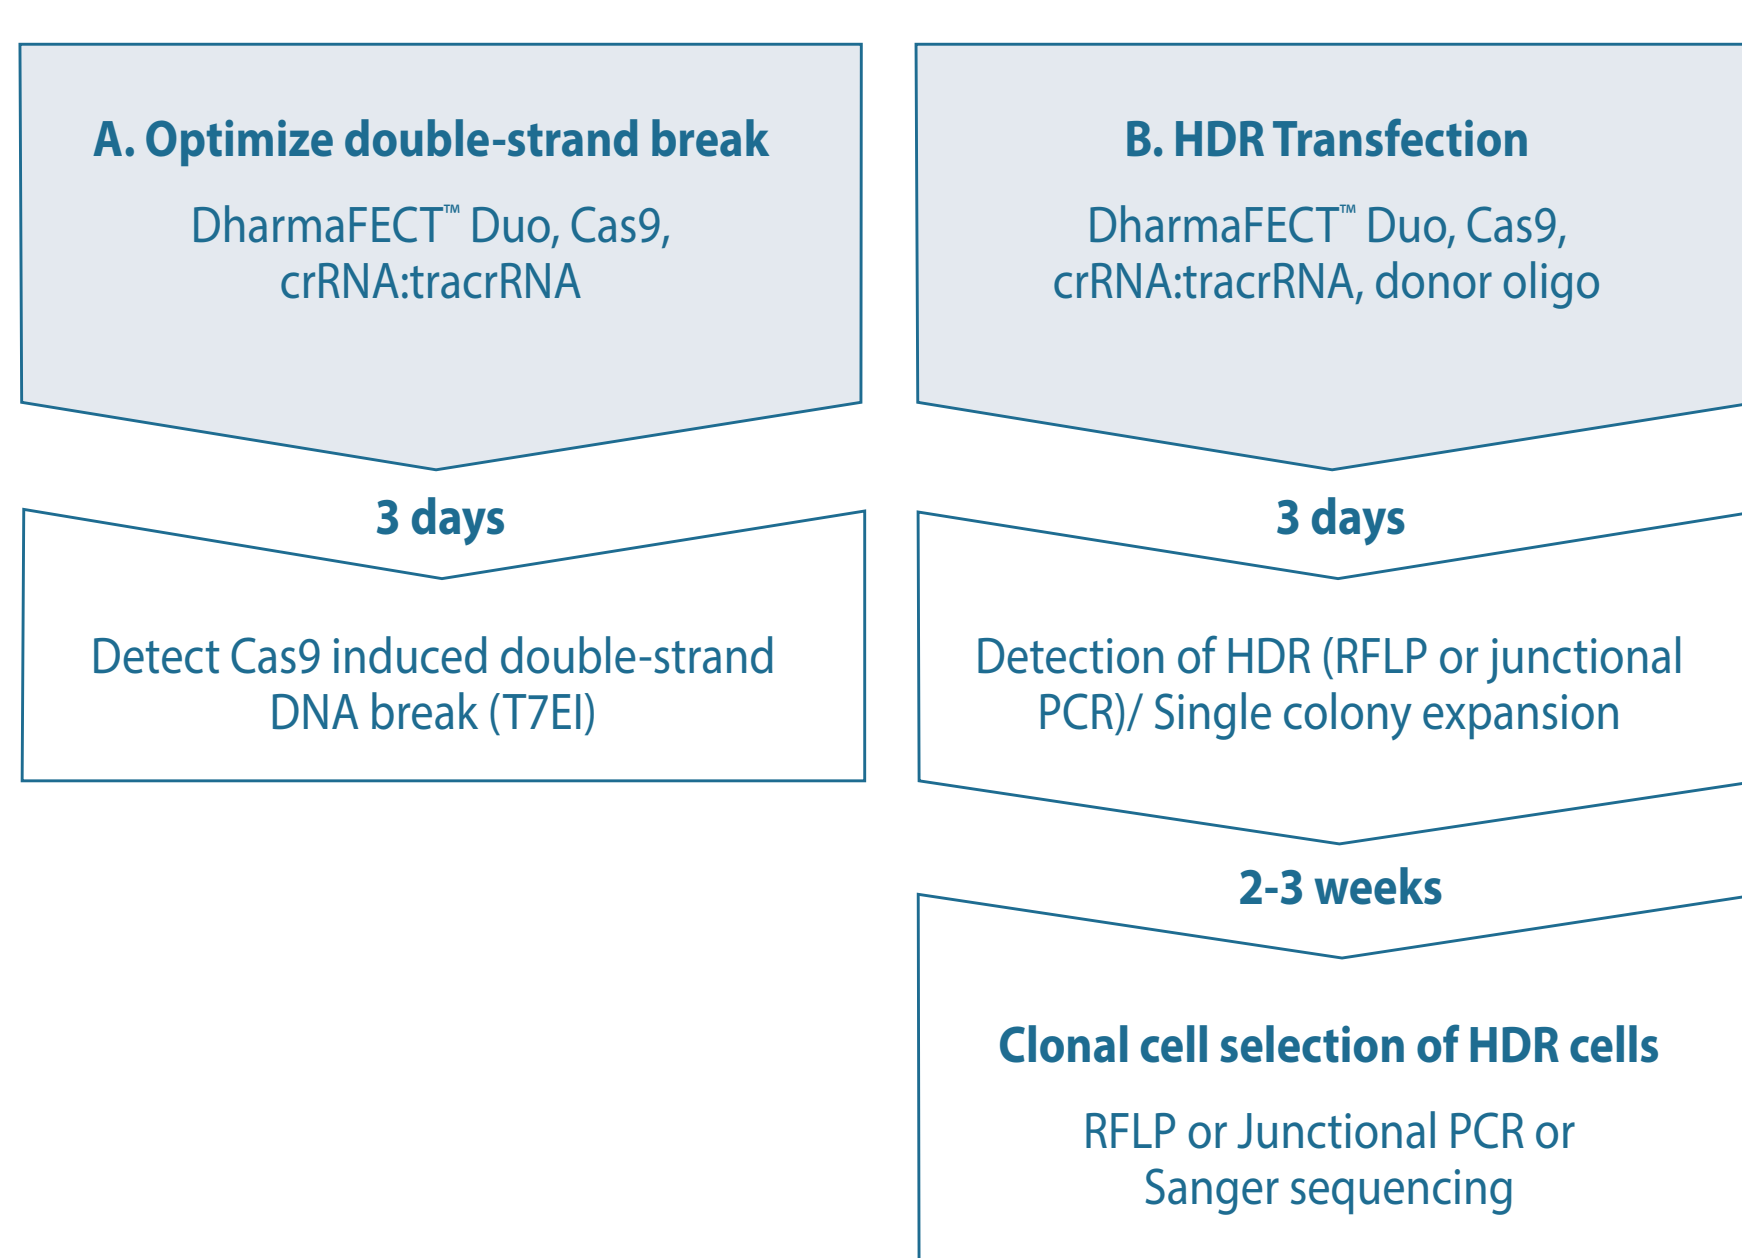 A. Optimize double-strand break
DharmaFECT™ Duo, Cas9,
crRNA:tracrRNA
3 days
Detect Cas9 induced double-strand
DNA break (T7EI)
B. HDR Transfection
DharmaFECT™ Duo, Cas9,
crRNA:tracrRNA, donor oligo
3 days
Detection of HDR (RFLP or junctional
PCR)/ Single colony expansion
2-3 weeks
Clonal cell selection of HDR cells
RFLP or Junctional PCR or
Sanger sequencing